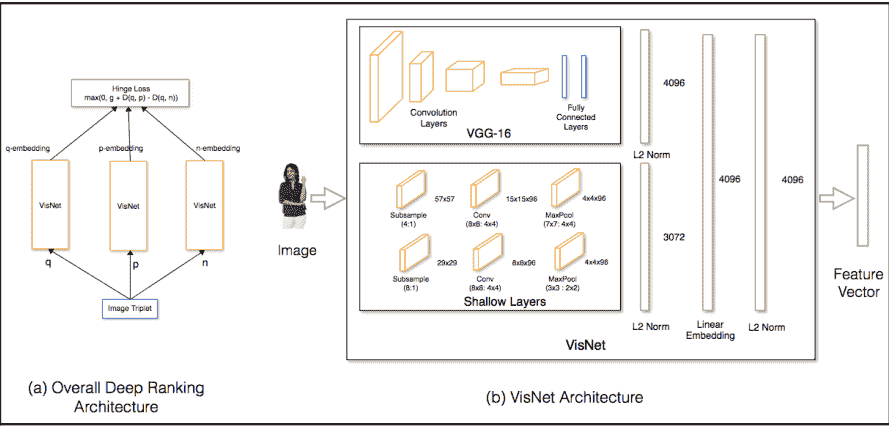 Hinge Loss
max(0, g + D(q, p) - D(q, n))
q-embedding
p-embedding
n-embedding
VisNet
VisNet
VisNet
q
p
n
Image Triplet
(a) Overall Deep Ranking
Architecture
Image
Convolution
Layers
Fully
Connected
Layers
VGG-16
4096
L2 Norm
Subsample
(4:1)
57x57
Conv
(8x8: 4x4)
15x15x96
MaxPool
(7x7: 4x4)
4x4x96
Subsample
(8:1)
29x29
Conv
(8x8: 4x4)
8x8x96
MaxPool
(3x3 : 2x2)
4x4x96
Shallow Layers
3072
L2 Norm
4096
Linear
Embedding
4096
L2 Norm
VisNet
Feature
Vector
(b) VisNet Architecture